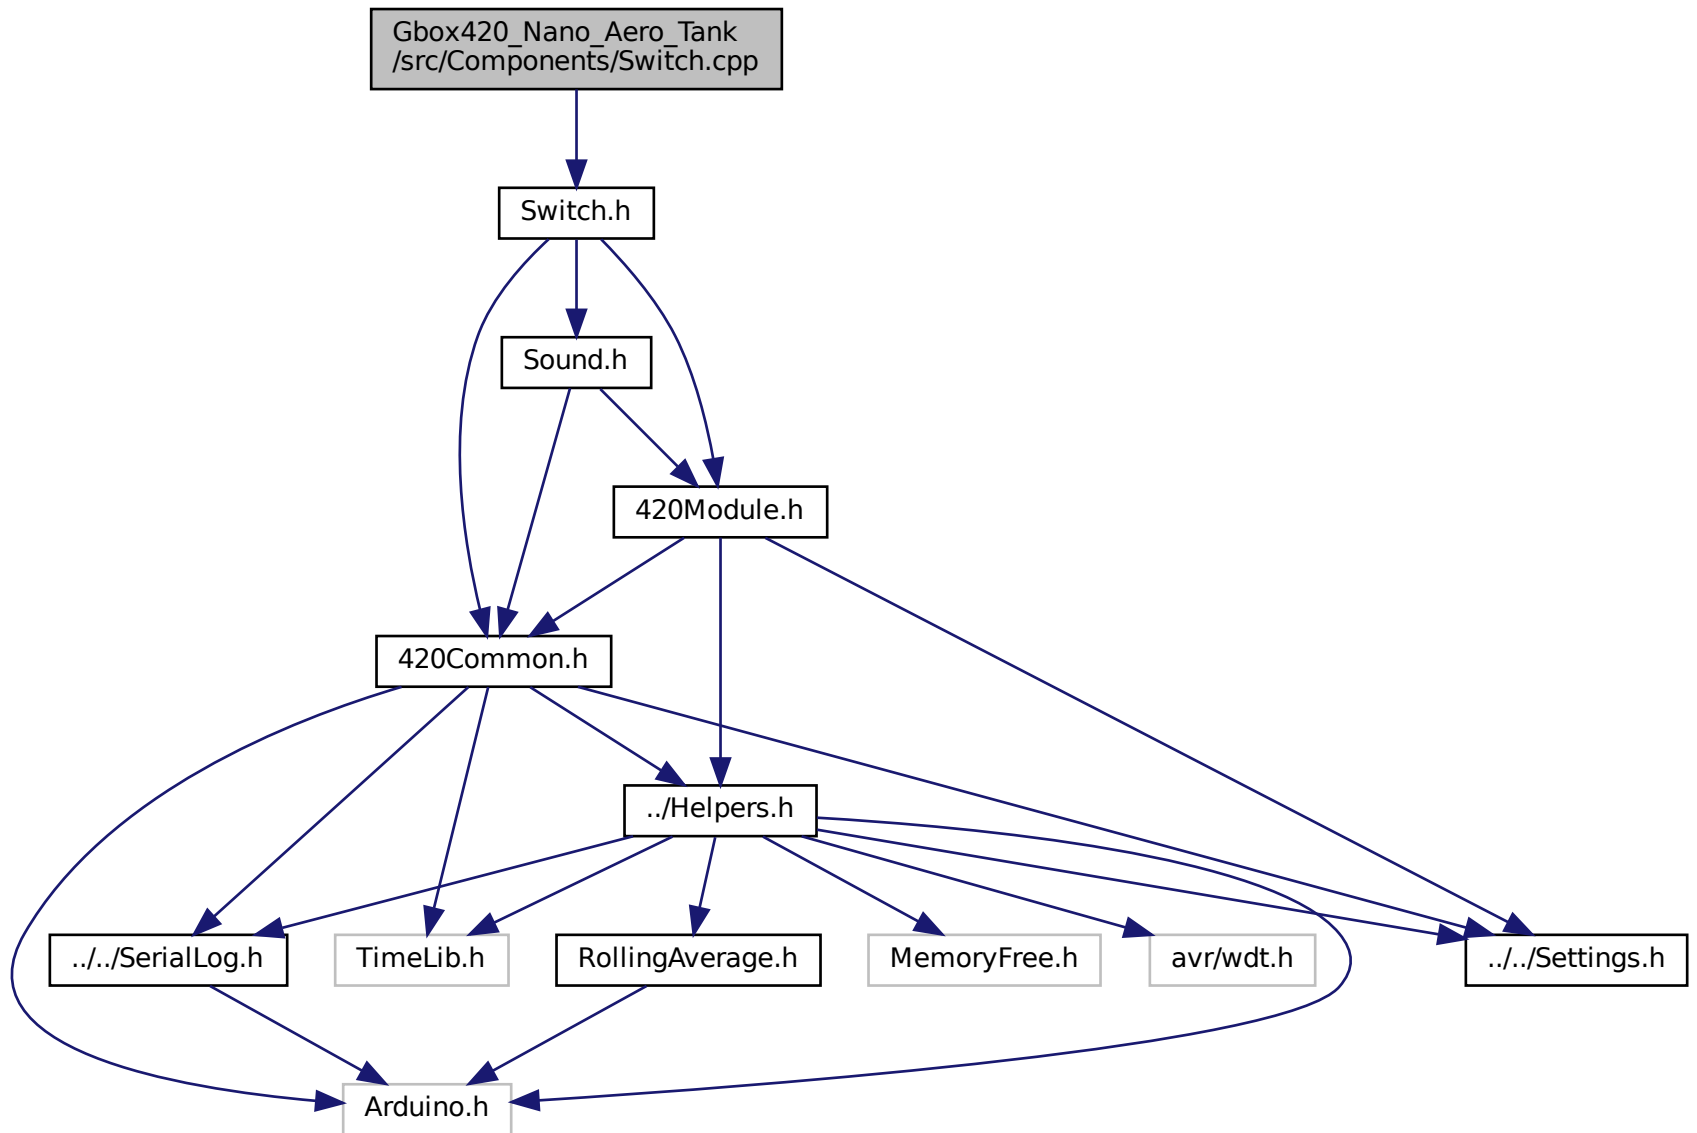 Gbox420_Nano_Aero_Tank
/src/Components/Switch.cpp
Switch.h
Sound.h
420Module.h
420Common.h
../Helpers.h
../../SerialLog.h
TimeLib.h
RollingAverage.h
MemoryFree.h
avr/wdt.h
../../Settings.h
Arduino.h